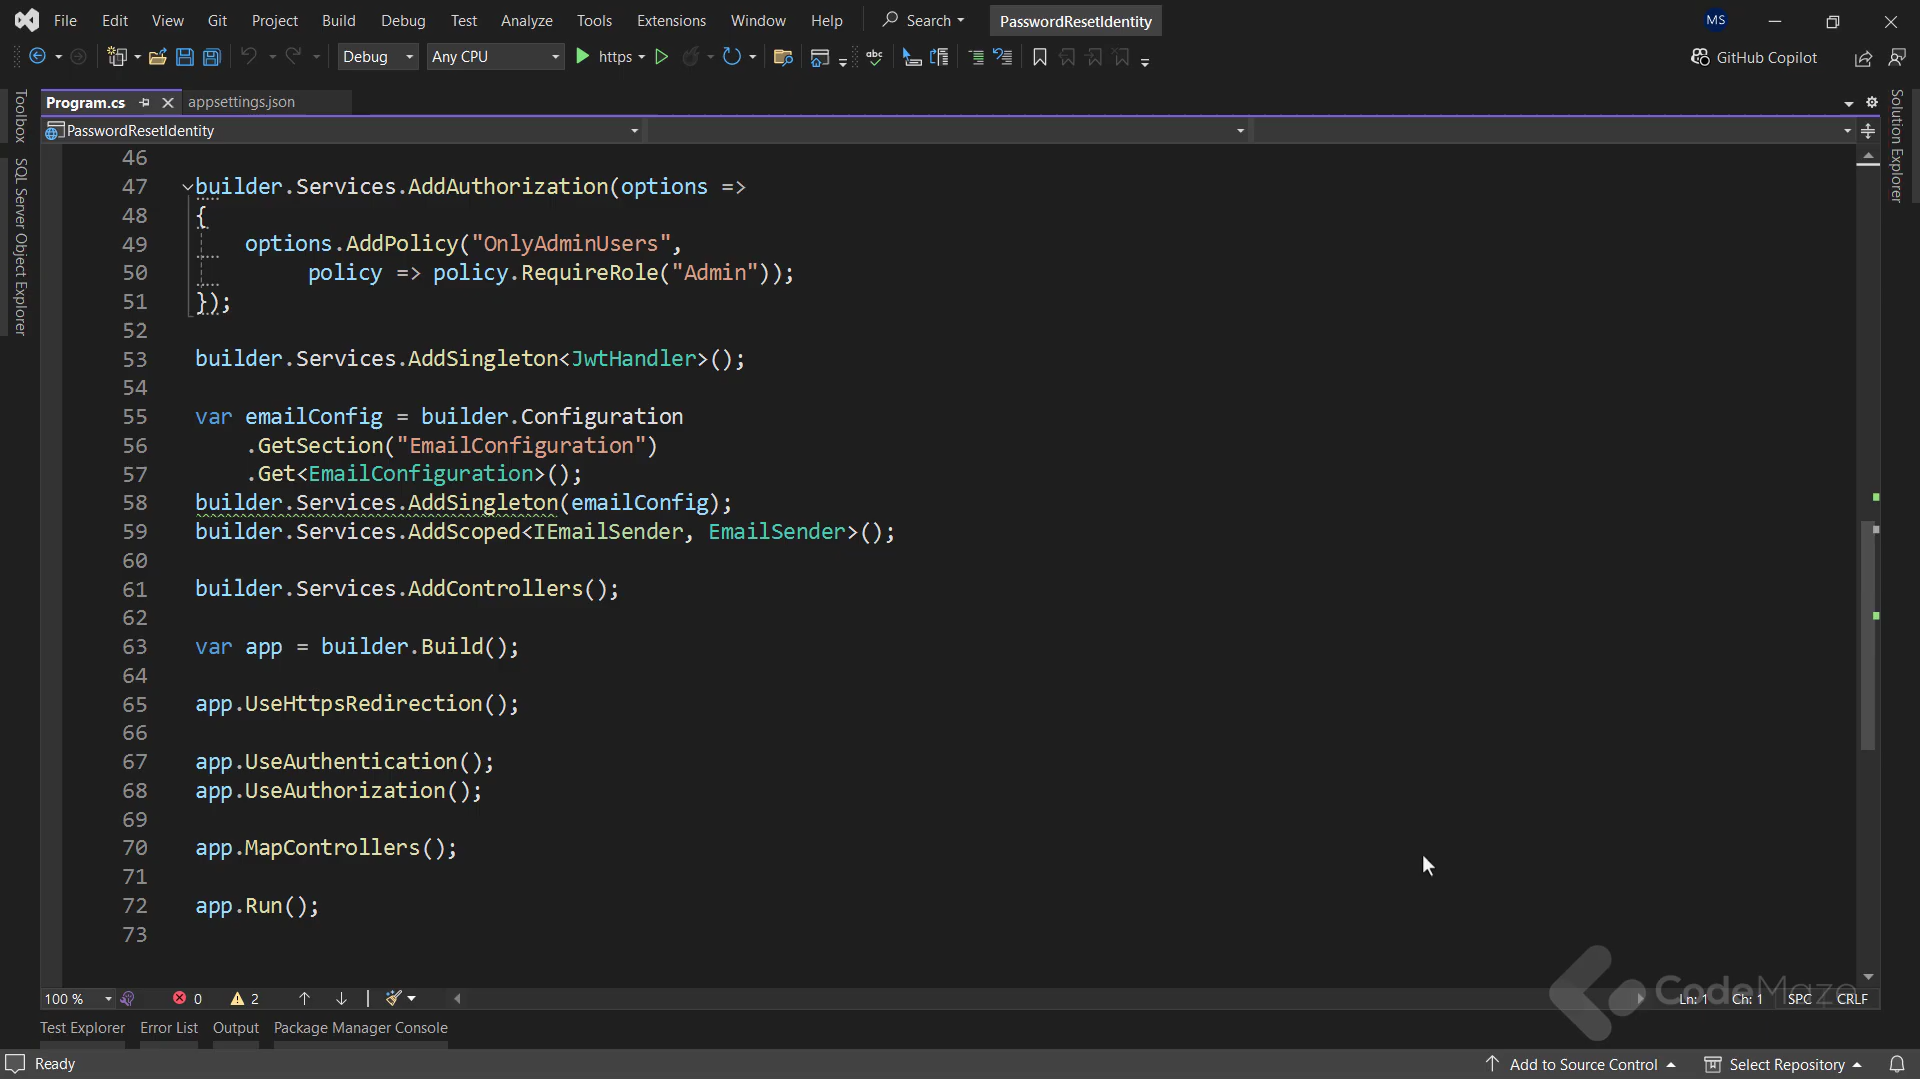 File Edit View Git Project Build Debug Test Analyze Tools Extensions Window Help Search PasswordResetIdentity MS
Debug Any CPU https abc GitHub Copilot
Program.cs appsettings.json
PasswordResetIdentity
Toolbox
SQL Server Object Explorer
Solution Explorer
46
47 builder.Services.AddAuthorization(options =>
48 {
49 options.AddPolicy("OnlyAdminUsers",
50 policy => policy.RequireRole("Admin"));
51 });
52
53 builder.Services.AddSingleton<JwtHandler>();
54
55 var emailConfig = builder.Configuration
56 .GetSection("EmailConfiguration")
57 .Get<EmailConfiguration>();
58 builder.Services.AddSingleton(emailConfig);
59 builder.Services.AddScoped<IEmailSender, EmailSender>();
60
61 builder.Services.AddControllers();
62
63 var app = builder.Build();
64
65 app.UseHttpsRedirection();
66
67 app.UseAuthentication();
68 app.UseAuthorization();
69
70 app.MapControllers();
71
72 app.Run();
73
100 % 0 2 Ln: 1 Ch: 1 SPC CRLF
CodeMaze
Test Explorer Error List Output Package Manager Console
Ready Add to Source Control Select Repository